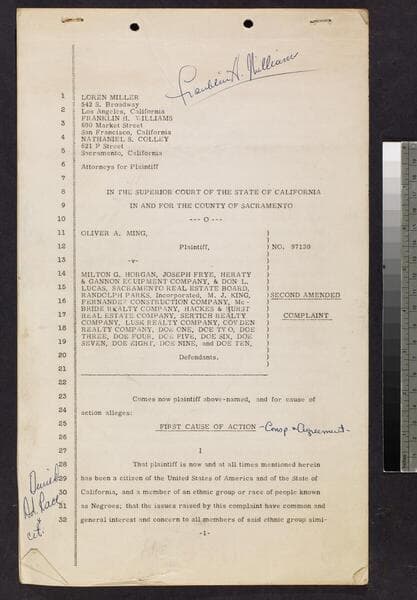 Franklin H. Williams
1 LOREN MILLER
2 542 S. Broadway
Los Angeles, California
3 FRANKLIN H. WILLIAMS
690 Market Street
4 San Francisco, California
NATHANIEL S. COLLEY
5 621 P Street
Sacramento, California
6 Attorneys for Plaintiff
7
8 IN THE SUPERIOR COURT OF THE STATE OF CALIFORNIA
9 IN AND FOR THE COUNTY OF SACRAMENTO
10 --- O ---
11 OLIVER A. MING, )
12 Plaintiff, ) NO. 97130
13 -v- )
14 MILTON G. HORGAN, JOSEPH FRYE, HERATY )
& GANNON EQUIPMENT COMPANY, & DON L. )
15 LUCAS, SACRAMENTO REAL ESTATE BOARD, )
RANDOLPH PARKS, Incorporated, M. J. KING, ) SECOND AMENDED
16 FERNANDEZ CONSTRUCTION COMPANY, Mc- )
BRIDE REALTY COMPANY, HACKES & HURST ) COMPLAINT
17 REAL ESTATE COMPANY, SERTICH REALTY )
18 COMPANY, LUSK REALTY COMPANY, COYDEN )
REALTY COMPANY, DOE ONE, DOE TWO, DOE )
19 THREE, DOE FOUR, DOE FIVE, DOE SIX, DOE )
SEVEN, DOE EIGHT, DOE NINE, and DOE TEN, )
20 Defendants. )
21
22
23 Comes now plaintiff above-named, and for cause of
24 action alleges:
25 FIRST CAUSE OF ACTION - Consp & Agreement -
26
27 I
28 That plaintiff is now and at all times mentioned herein
29 has been a citizen of the United States of America and of the State of
30 California, and a member of an ethnic group or race of people known
31 as Negroes; that the issues raised by this complaint have common and
32 general interest and concern to all members of said ethnic group simi-
-1-
Denied
&
cit.